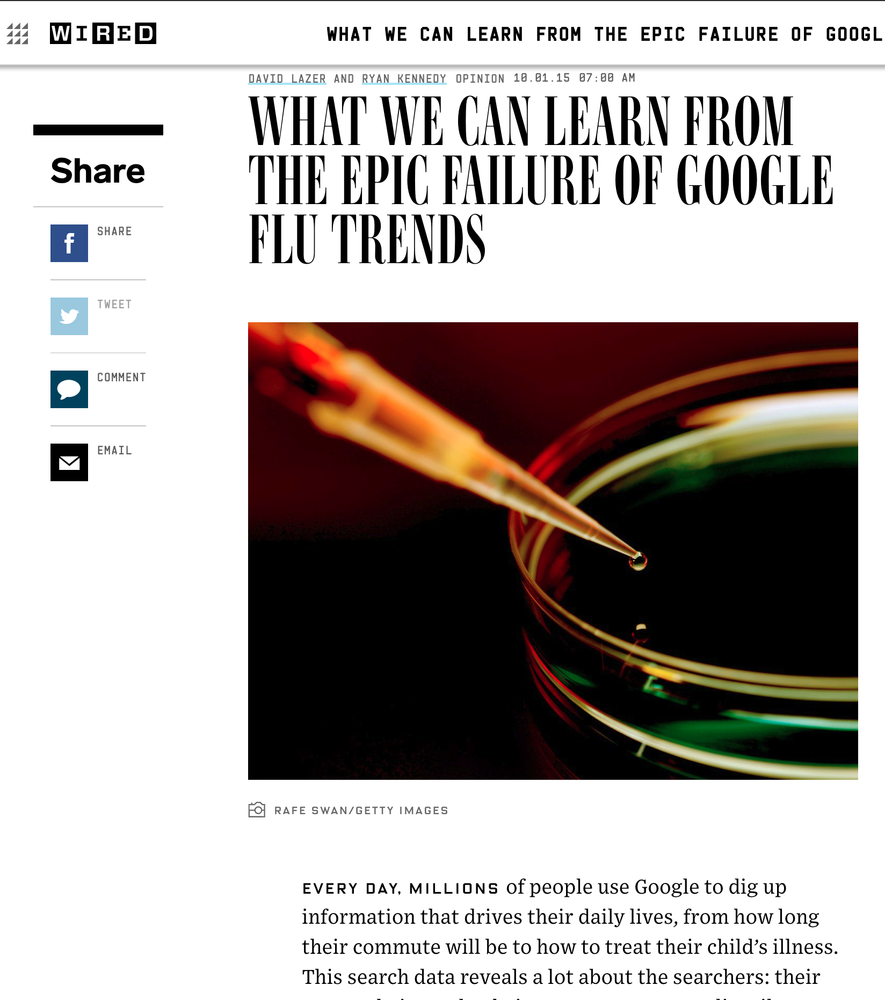 WIRED
WHAT WE CAN LEARN FROM THE EPIC FAILURE OF GOOGL
DAVID LAZER AND RYAN KENNEDY OPINION 10.01.15 07:00 AM
WHAT WE CAN LEARN FROM
THE EPIC FAILURE OF GOOGLE
FLU TRENDS
Share
SHARE
TWEET
COMMENT
EMAIL
RAFE SWAN/GETTY IMAGES
EVERY DAY, MILLIONS of people use Google to dig up
information that drives their daily lives, from how long
their commute will be to how to treat their child’s illness.
This search data reveals a lot about the searchers: their